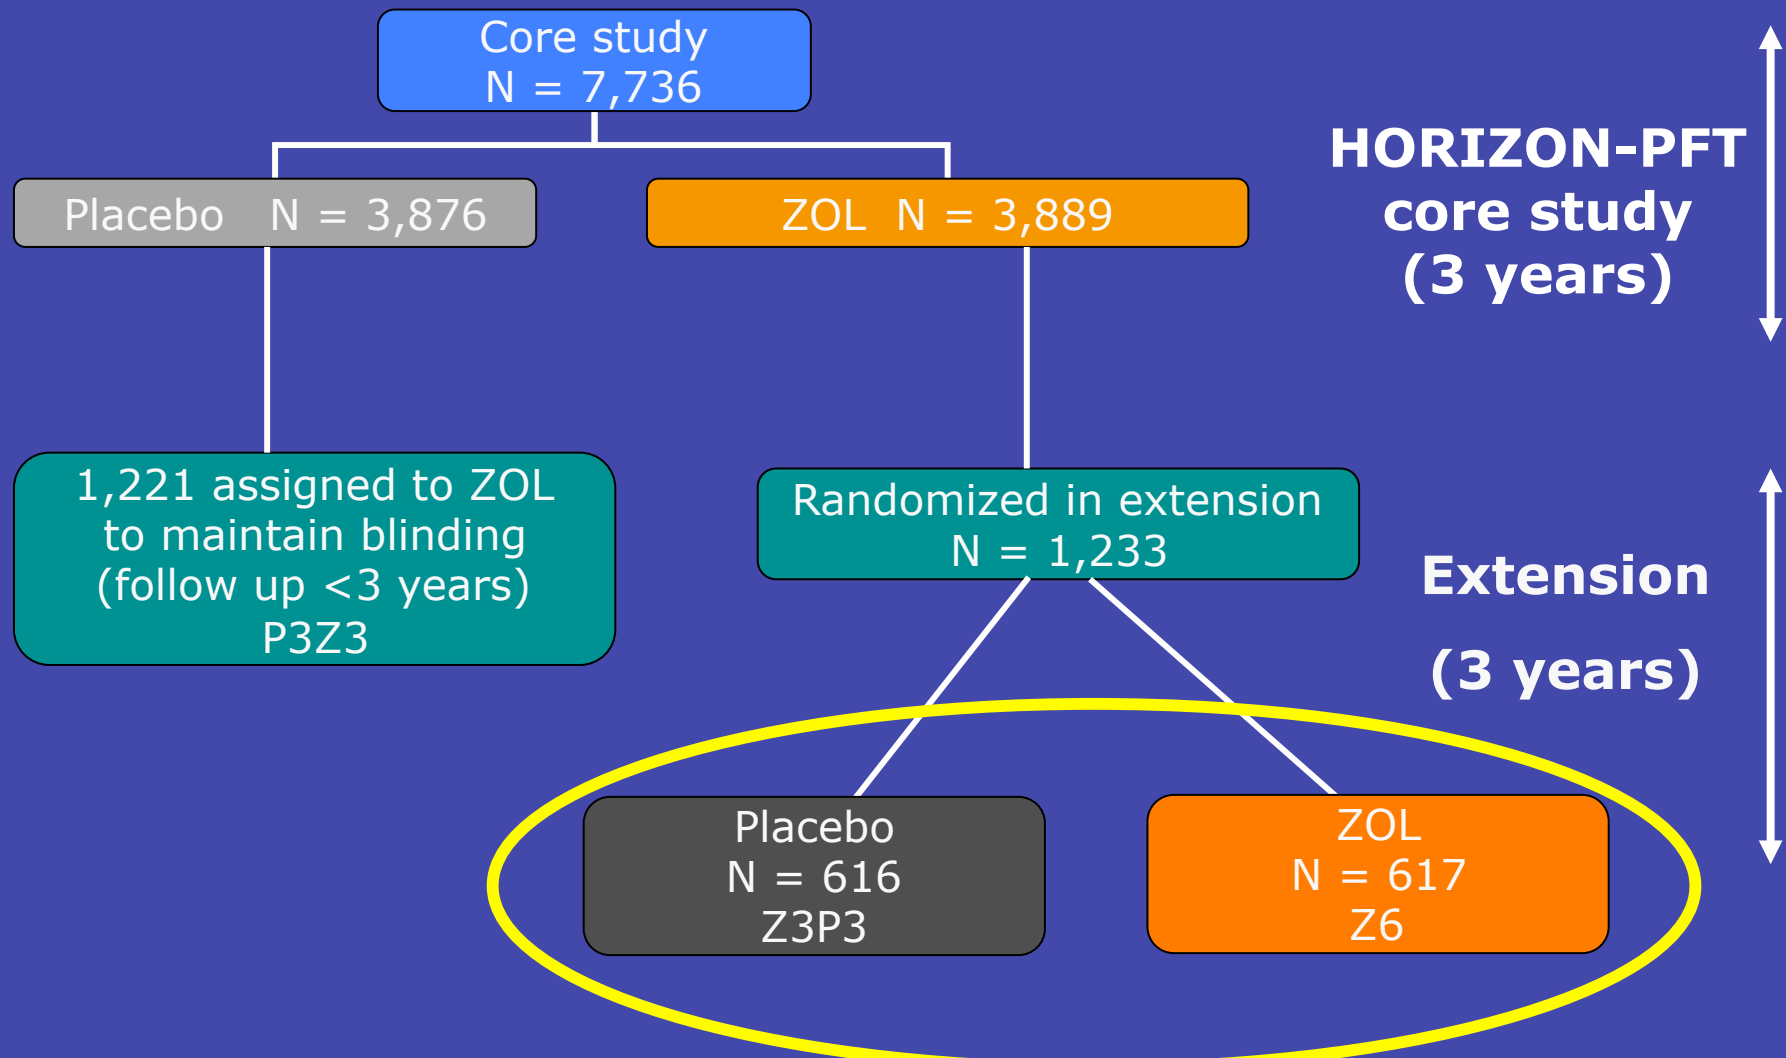 Core study
N = 7,736
Placebo N = 3,876
ZOL N = 3,889
HORIZON-PFT
core study
(3 years)
1,221 assigned to ZOL
to maintain blinding
(follow up <3 years)
P3Z3
Randomized in extension
N = 1,233
Extension
(3 years)
Placebo
N = 616
Z3P3
ZOL
N = 617
Z6